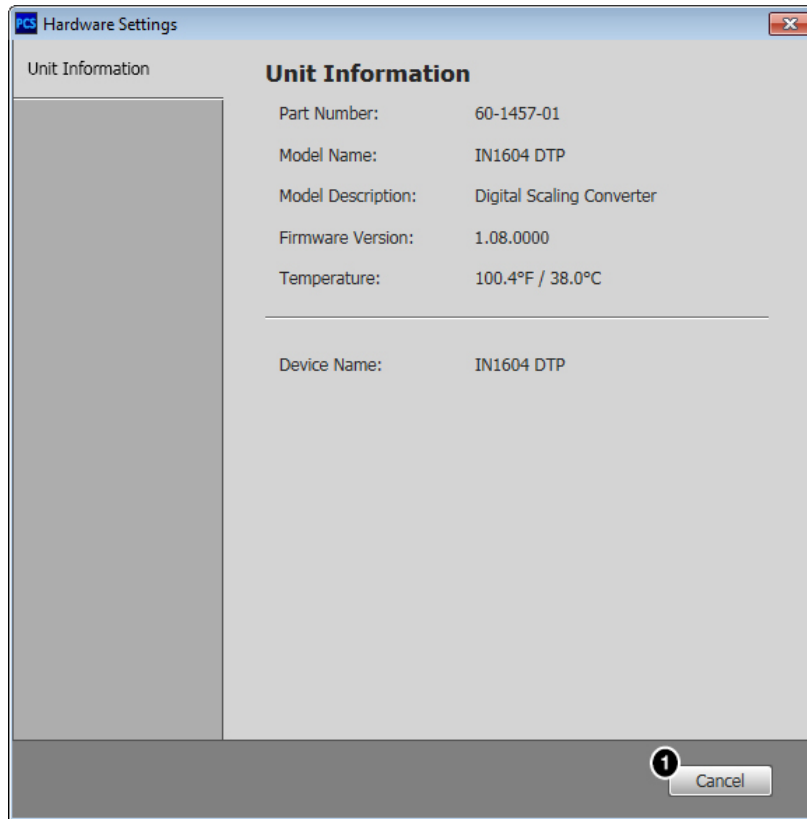 PCS Hardware Settings
Unit Information
Unit Information
Part Number: 60-1457-01
Model Name: IN1604 DTP
Model Description: Digital Scaling Converter
Firmware Version: 1.08.0000
Temperature: 100.4°F / 38.0°C
Device Name: IN1604 DTP
1
Cancel